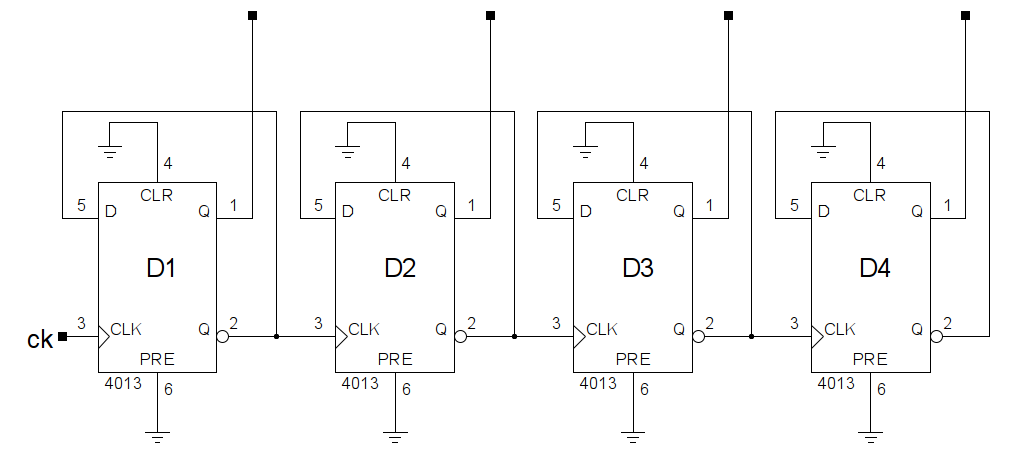 4 4 4 4
CLR CLR CLR CLR
5 D Q 1 5 D Q 1 5 D Q 1 5 D Q 1
D1 D2 D3 D4
ck 3 CLK Q 2 3 CLK Q 2 3 CLK Q 2 3 CLK Q 2
PRE PRE PRE PRE
4013 6 4013 6 4013 6 4013 6